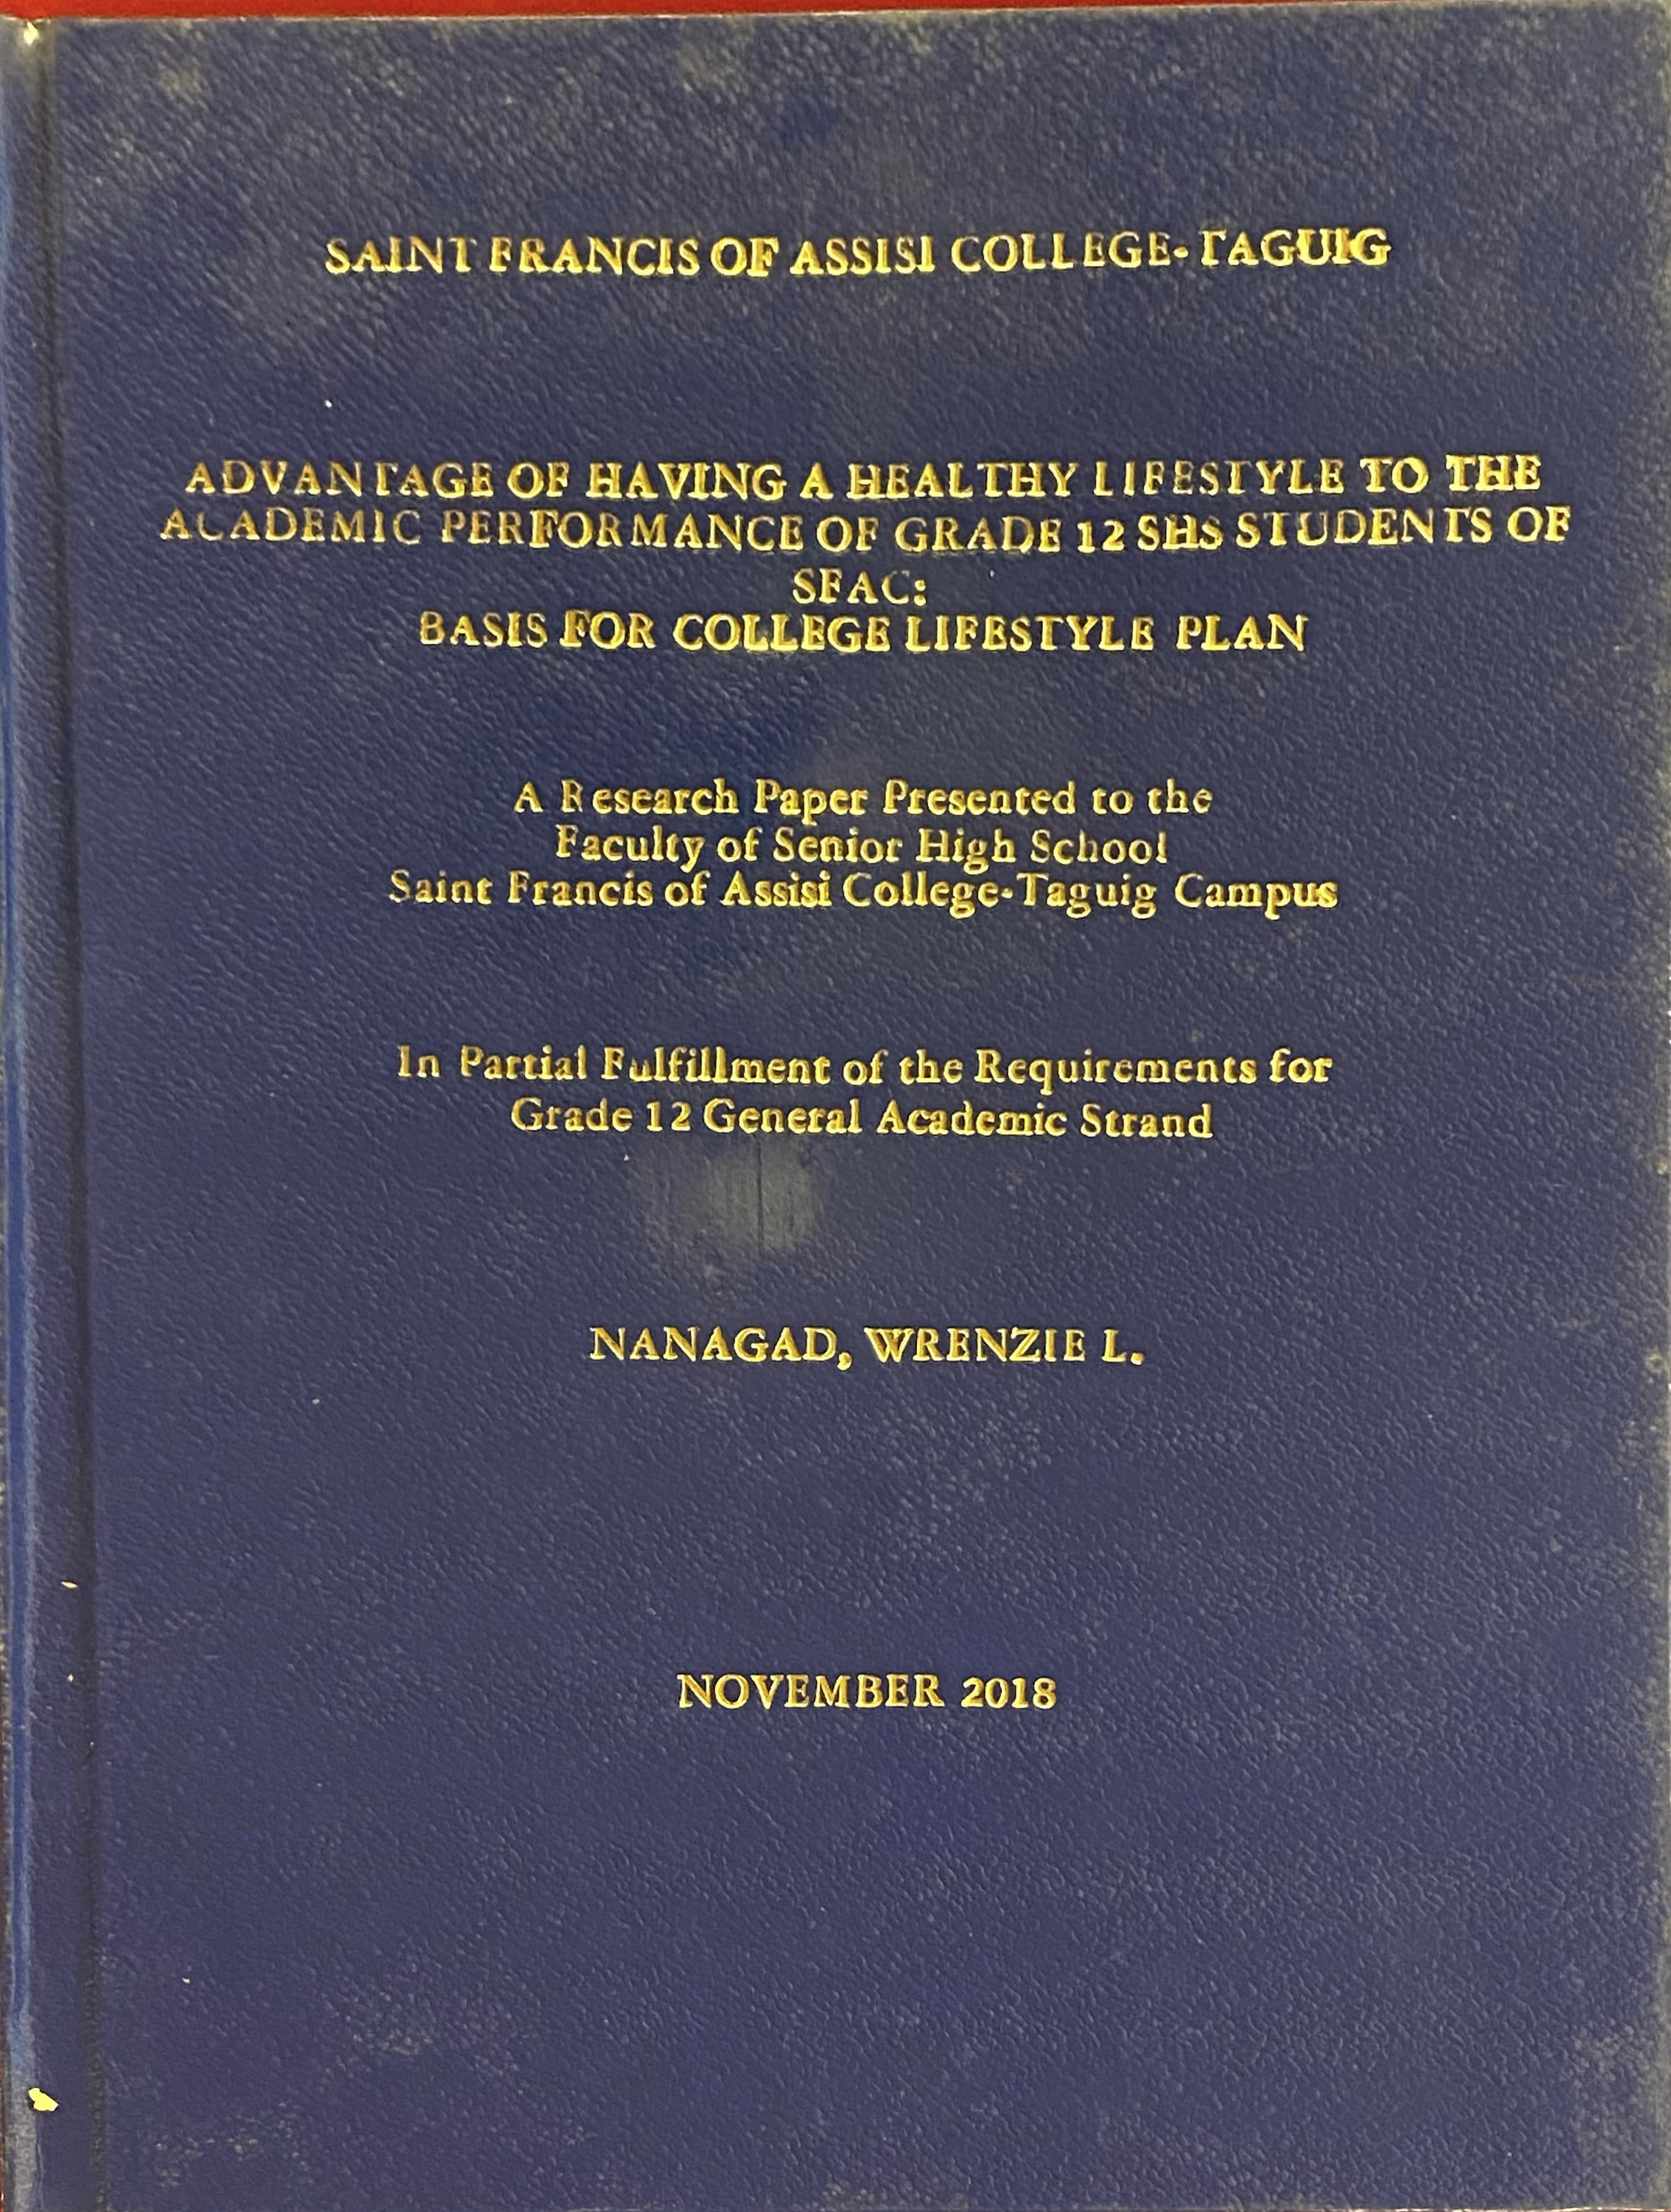 SAINT FRANCIS OF ASSISI COLLEGE-TAGUIG
ADVANTAGE OF HAVING A HEALTHY LIFESTYLE TO THE
ACADEMIC PERFORMANCE OF GRADE 12 SHS STUDENTS OF
SFAC:
BASIS FOR COLLEGE LIFESTYLE PLAN
A Research Paper Presented to the
Faculty of Senior High School
Saint Francis of Assisi College-Taguig Campus
In Partial Fulfillment of the Requirements for
Grade 12 General Academic Strand
NANAGAD, WRENZIE L.
NOVEMBER 2018